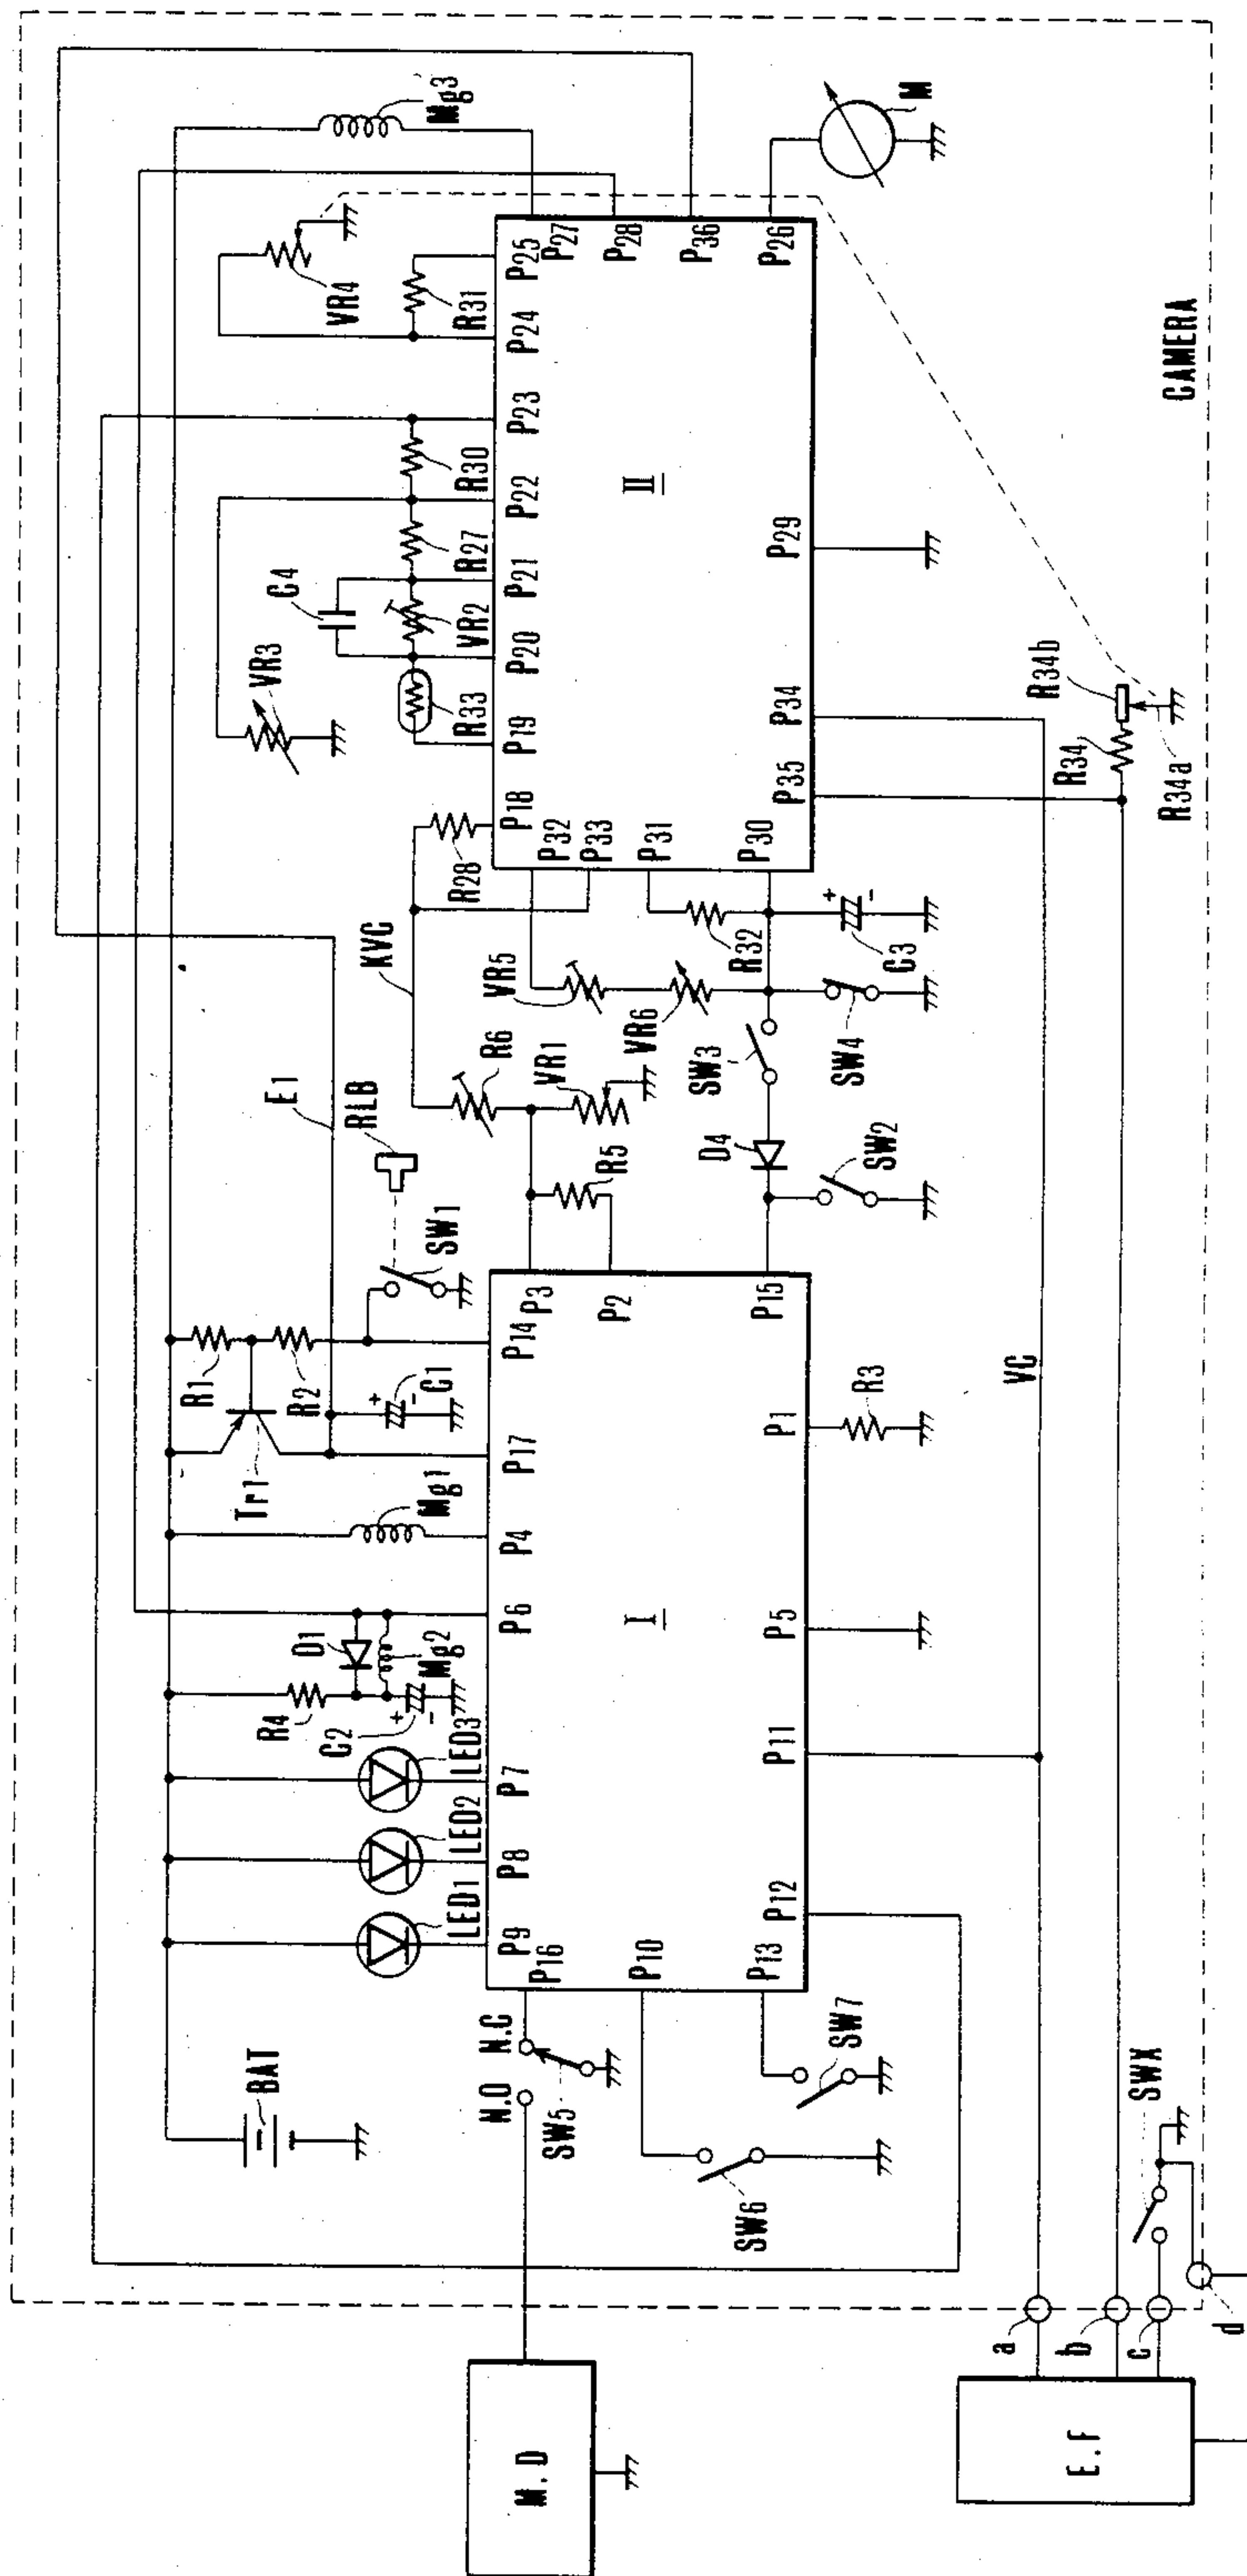 BAT
LED1
LED2
LED3
R4
C2
D1
Mg2
Mg1
Tr1
R1
R2
C1
E1
RLB
SW1
KVC
R6
VR1
R5
R28
VR3
C4
R33
VR2
R27
R30
VR4
R31
Mg3
M
P9
P8
P7
P6
P4
P17
P14
P16
P10
P13
P12
P11
P5
P1
P3
P2
P15
I
N.O
N.C
SW5
SW6
SW7
R3
D4
SW2
SW3
SW4
VR5
VR6
R32
C3
P18
P19
P20
P21
P22
P23
P24
P25
P32
P33
P31
P30
P35
P34
P29
P27
P28
P36
P26
II
VC
R34
R34b
R34a
CAMERA
SWX
M.D
E.F
a
b
c
d